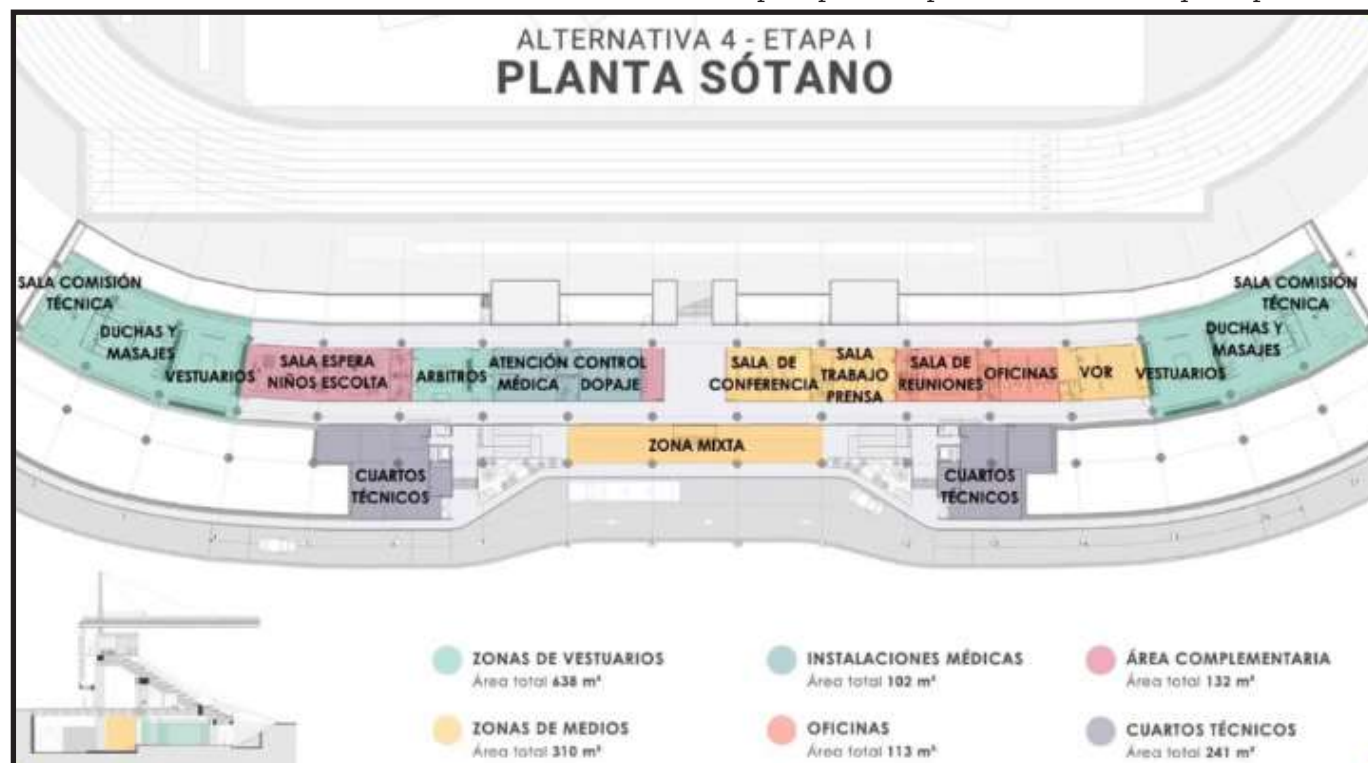 ALTERNATIVA 4 - ETAPA I
PLANTA SÓTANO
SALA COMISIÓN
TÉCNICA
DUCHAS Y
MASAJES
VESTUARIOS
SALA ESPERA
NIÑOS ESCOLTA
ARBITROS
ATENCIÓN
MÉDICA
CONTROL
DOPAJE
SALA DE
CONFERENCIA
SALA
TRABAJO
PRENSA
SALA DE
REUNIONES
OFICINAS
VOR
VESTUARIOS
DUCHAS Y
MASAJES
SALA COMISIÓN
TÉCNICA
ZONA MIXTA
CUARTOS
TÉCNICOS
CUARTOS
TÉCNICOS
ZONAS DE VESTUARIOS
Área total 638 m²
INSTALACIONES MÉDICAS
Área total 102 m²
ÁREA COMPLEMENTARIA
Área total 132 m²
ZONAS DE MEDIOS
Área total 310 m²
OFICINAS
Área total 113 m²
CUARTOS TÉCNICOS
Área total 241 m²